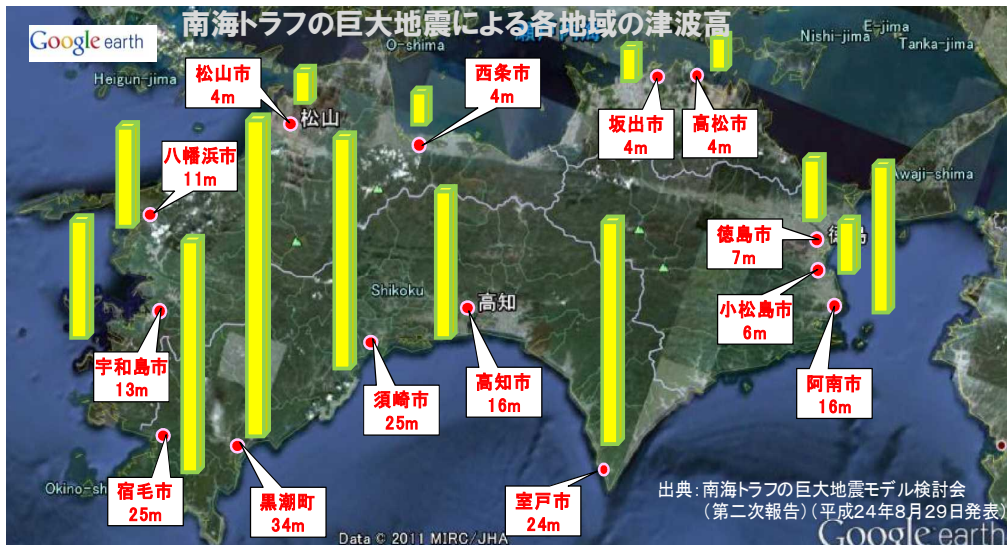 南海トラフの巨大地震による各地域の津波高
Google earth
Heigun-jima
O-shima
Nishi-jima
E-jima
Tanka-jima
松山市
4m
松山
西条市
4m
坂出市
4m
高松市
4m
八幡浜市
11m
Awaji-shima
徳島市
7m
徳島
小松島市
6m
Shikoku
高知
宇和島市
13m
須崎市
25m
高知市
16m
阿南市
16m
Okino-sh
宿毛市
25m
黒潮町
34m
室戸市
24m
出典:南海トラフの巨大地震モデル検討会
(第二次報告)(平成24年8月29日発表)
Data © 2011 MIRC/JHA
Google earth